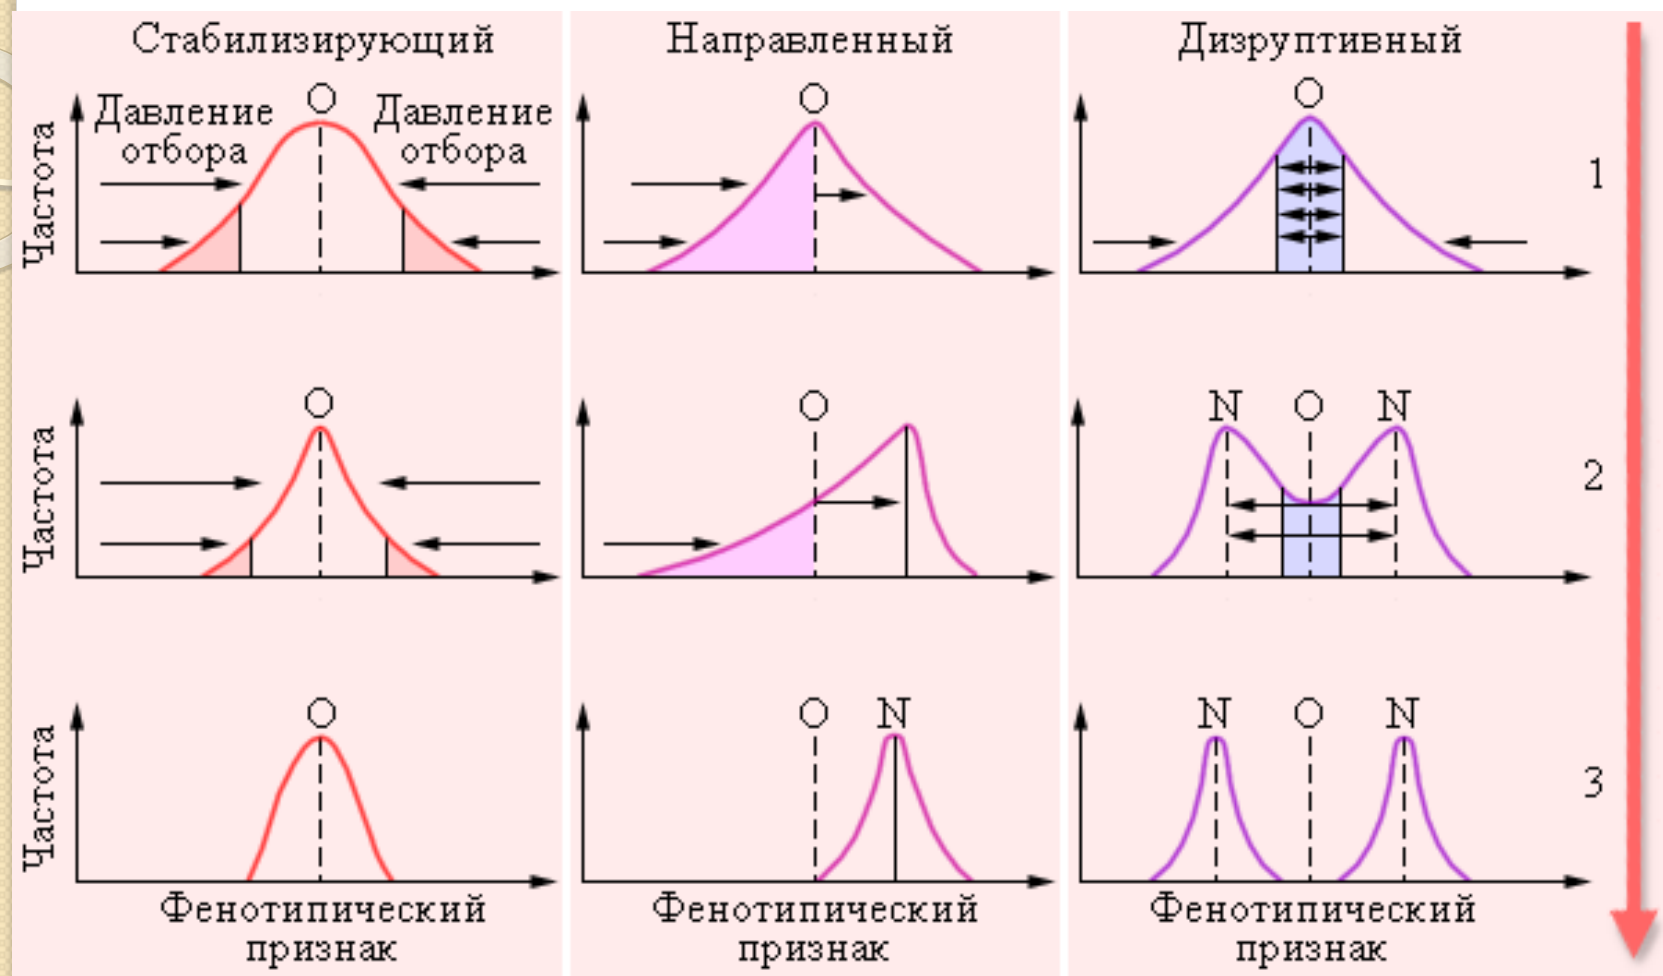 Стабилизирующий
Направленный
Дизруптивный
Частота
Давление отбора
O
Давление отбора
O
O
1
Частота
O
O
N O N
2
Частота
O
O N
N O N
3
Фенотипический
признак
Фенотипический
признак
Фенотипический
признак